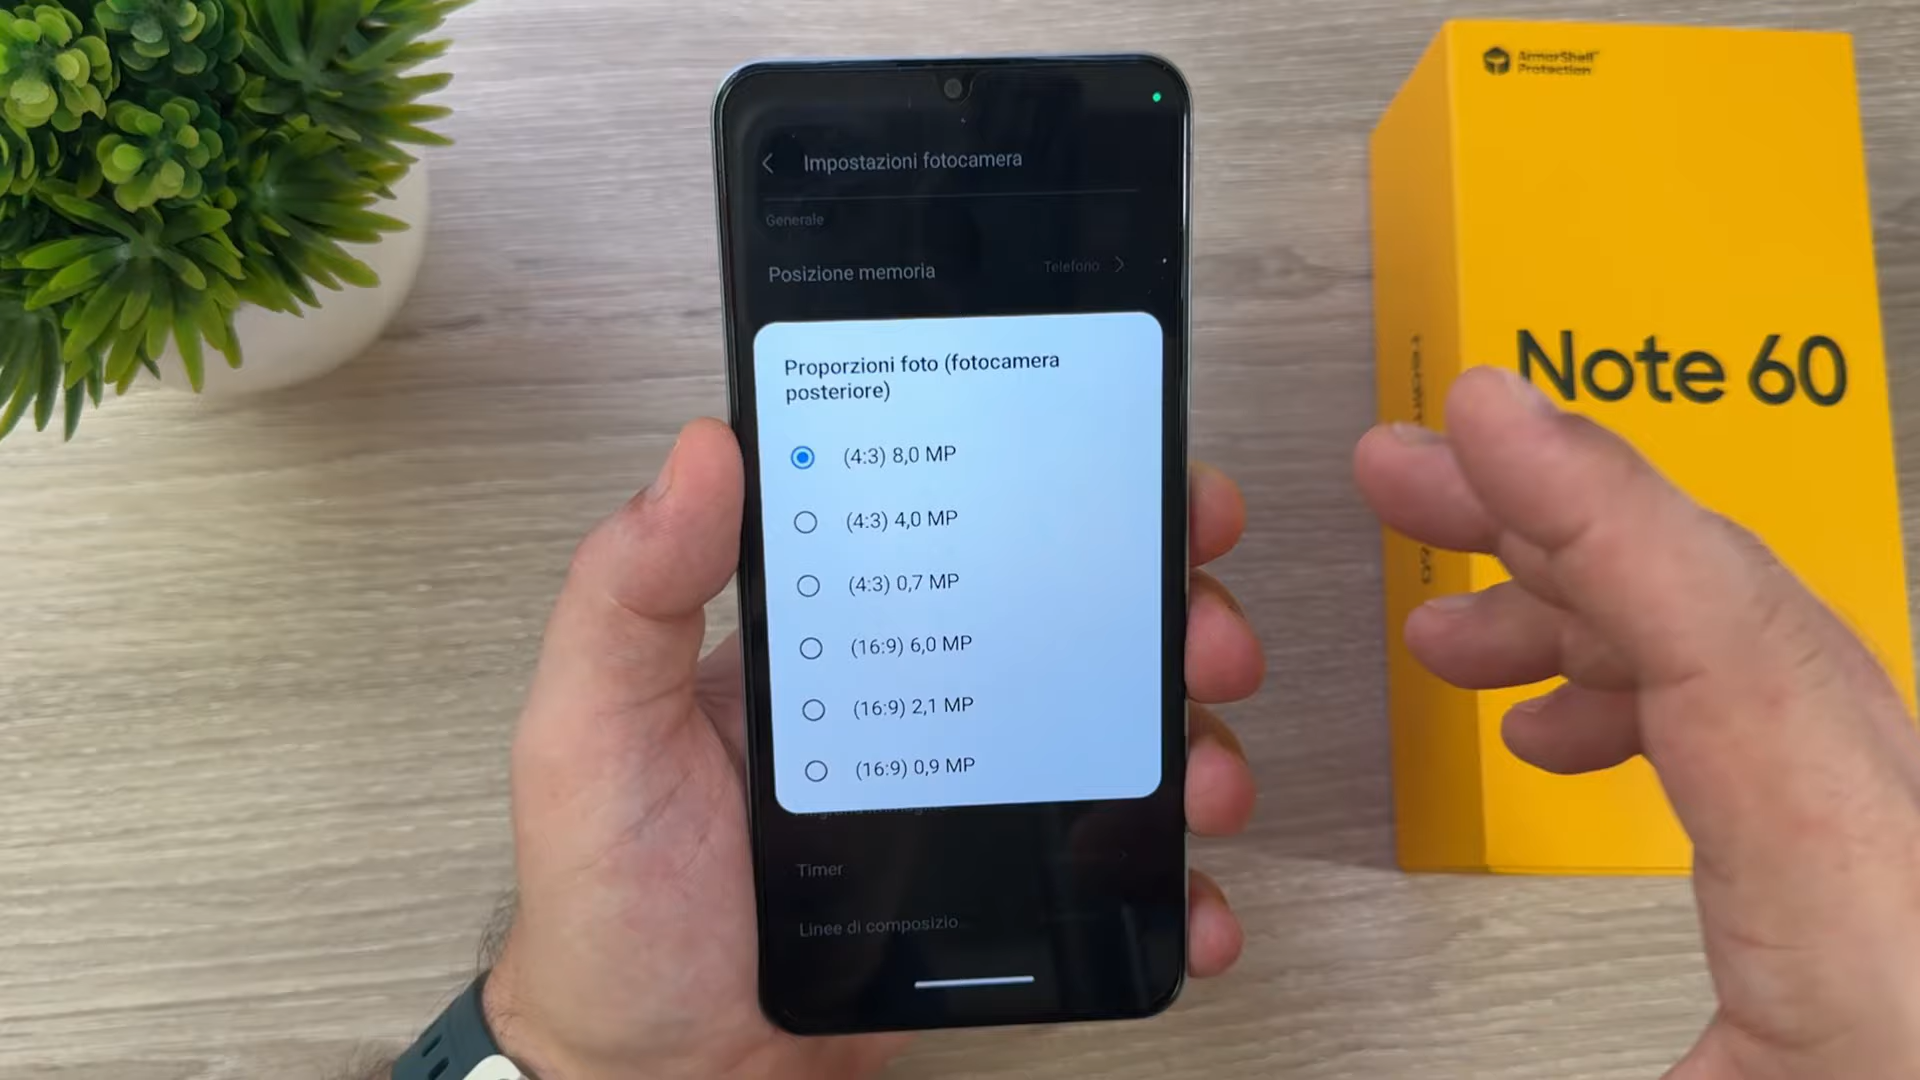 ArmorShell™
Protection
Note 60
Impostazioni fotocamera
Generale
Posizione memoria
Telefono
Proporzioni foto (fotocamera
posteriore)
(4:3) 8,0 MP
(4:3) 4,0 MP
(4:3) 0,7 MP
(16:9) 6,0 MP
(16:9) 2,1 MP
(16:9) 0,9 MP
Timer
Linee di composizio